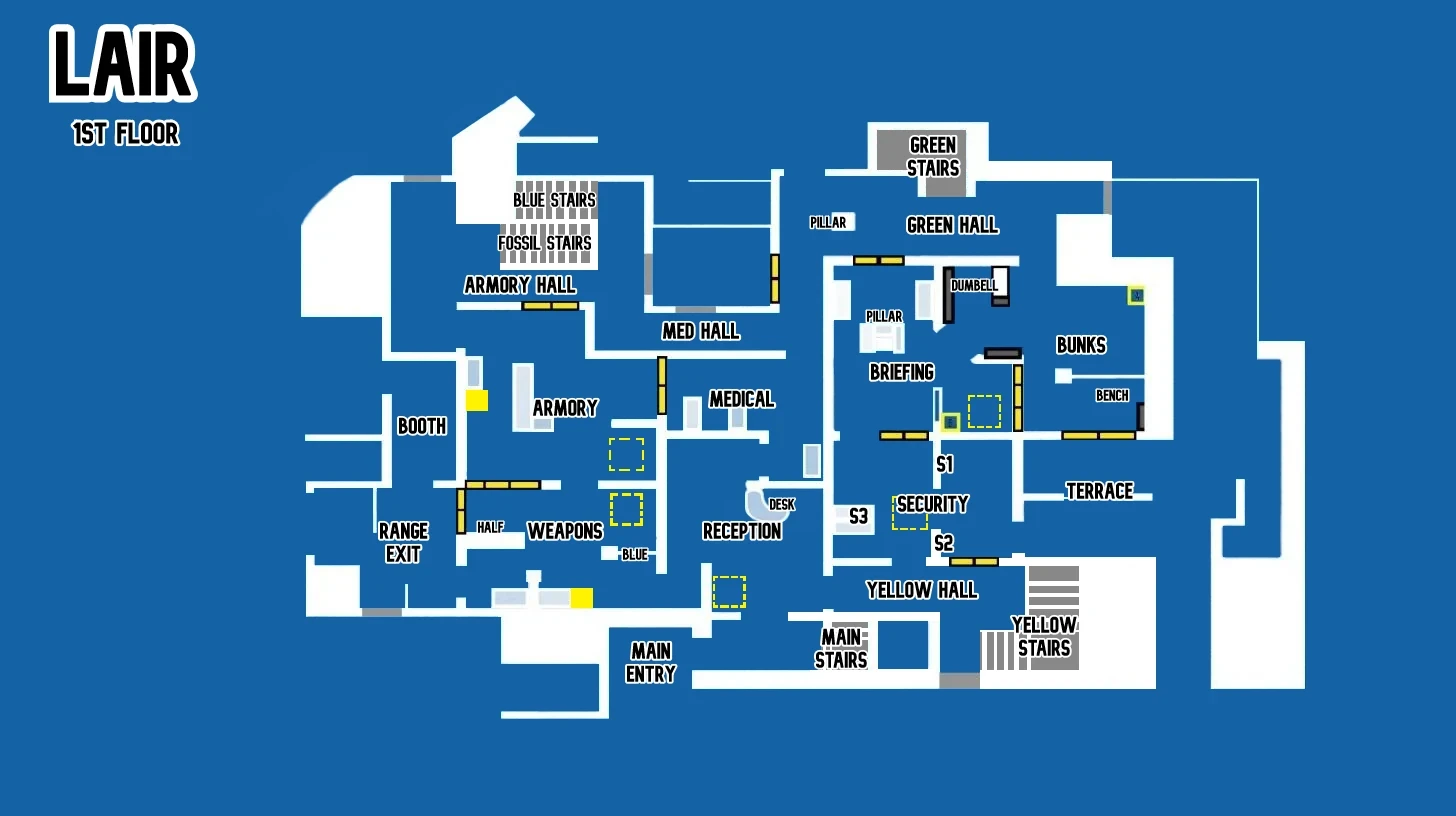 LAIR
1ST FLOOR
GREEN
STAIRS
BLUE STAIRS
PILLAR
GREEN HALL
FOSSIL STAIRS
ARMORY HALL
DUMBELL
PILLAR
MED HALL
BUNKS
BRIEFING
BENCH
MEDICAL
ARMORY
BOOTH
S1
TERRACE
DESK
SECURITY
S3
HALF
WEAPONS
RECEPTION
RANGE
EXIT
S2
BLUE
YELLOW HALL
YELLOW
STAIRS
MAIN
STAIRS
MAIN
ENTRY